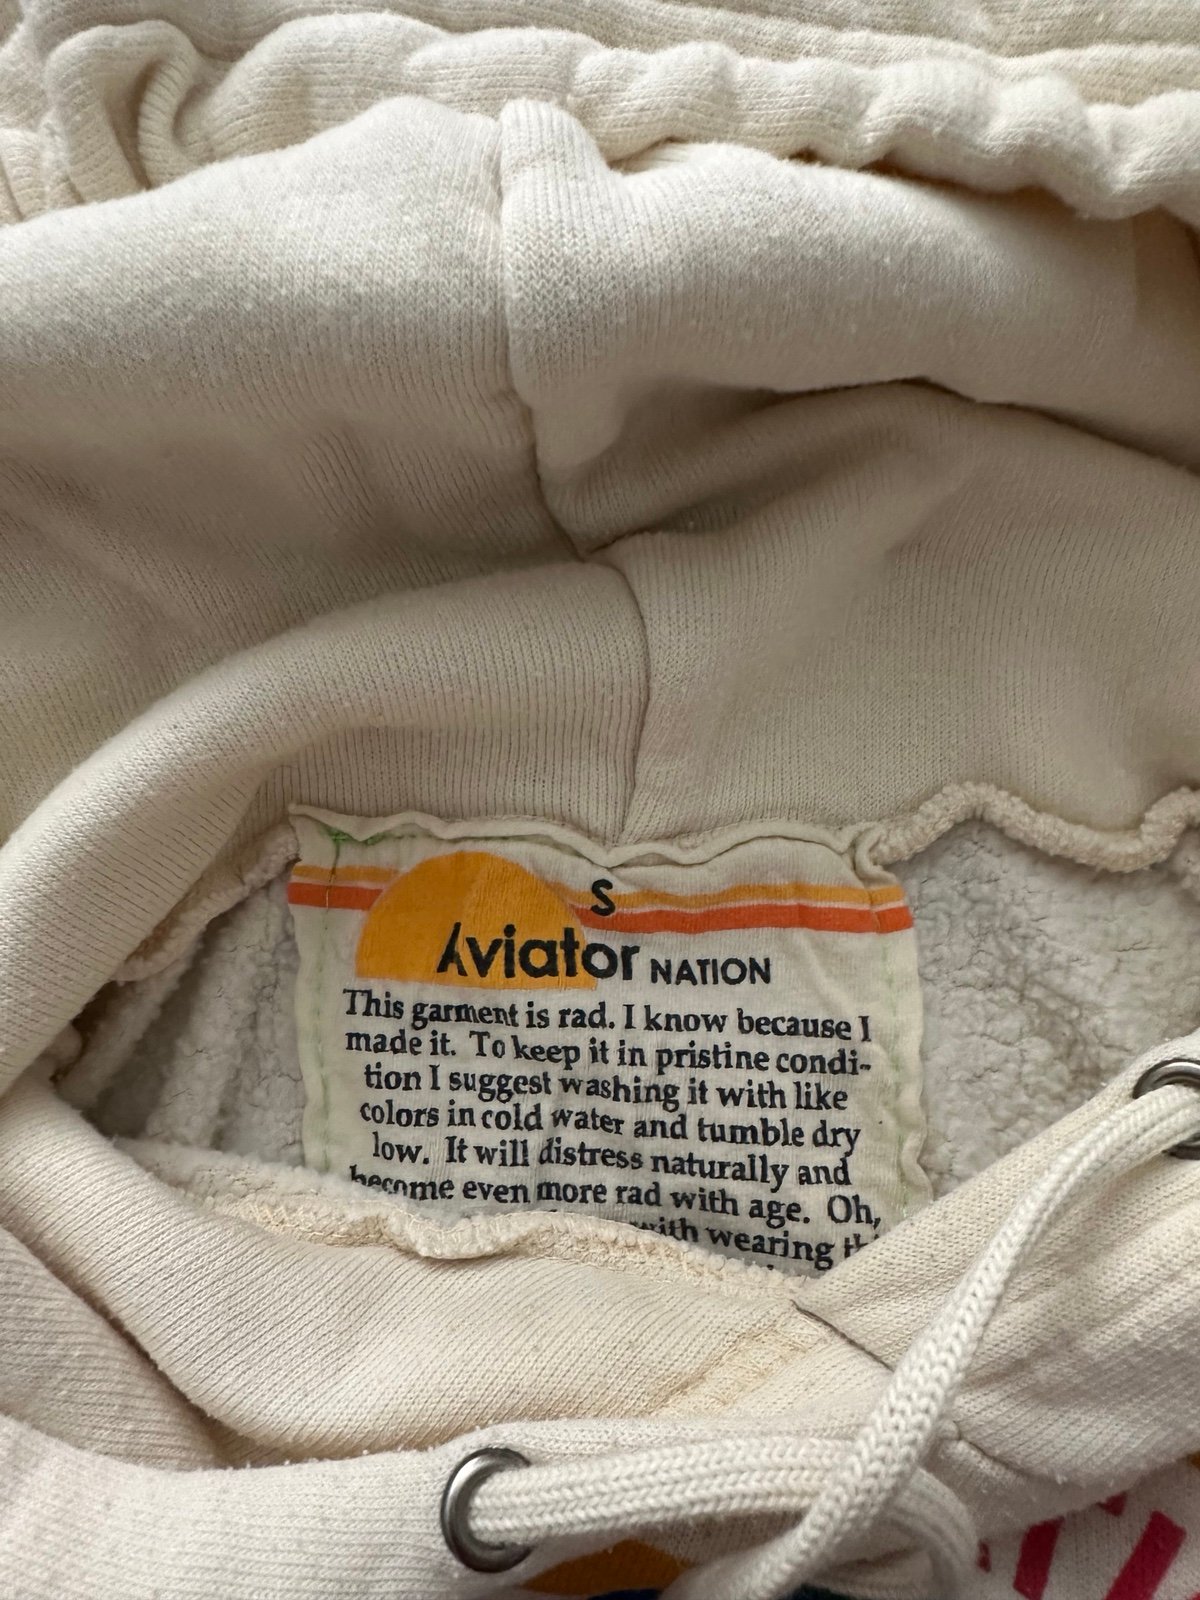 S
Aviator NATION
This garment is rad. I know because I
made it. To keep it in pristine condi-
tion I suggest washing it with like
colors in cold water and tumble dry
low. It will distress naturally and
become even more rad with age. Oh,
with wearing